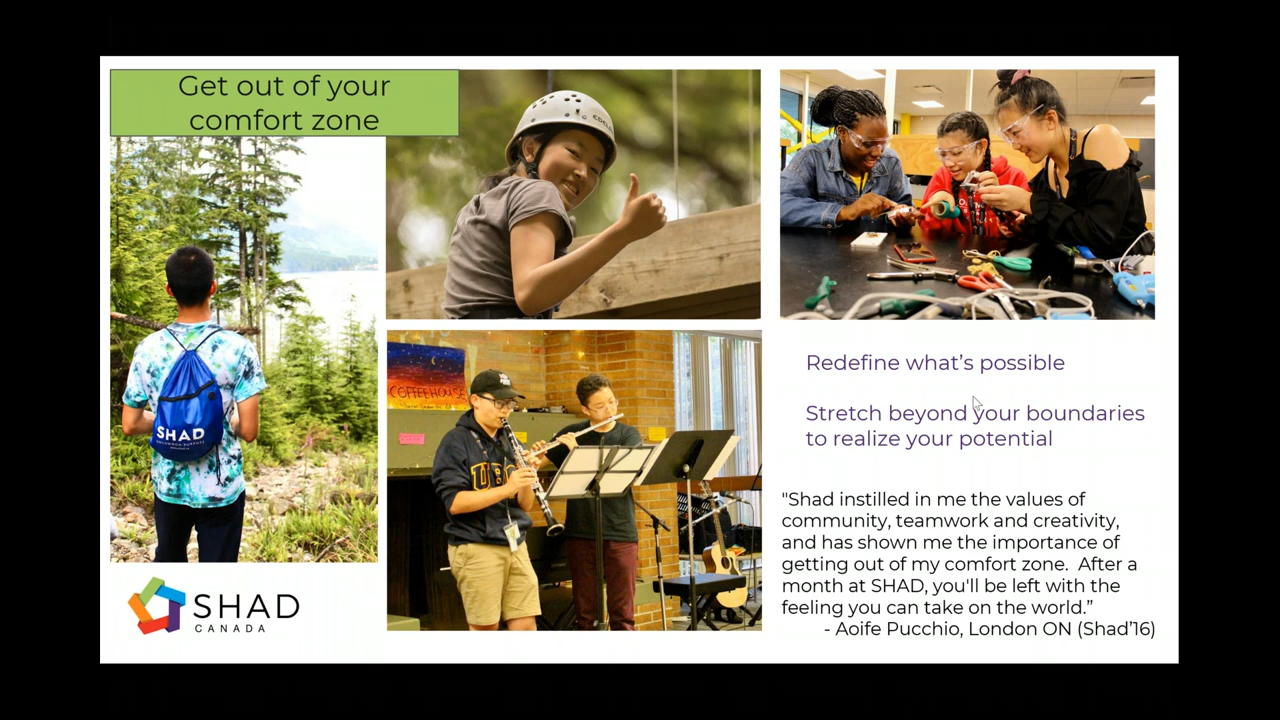 Get out of your
comfort zone
EDELRID
COFFEEHOUSE
SHAD
Redefine what's possible
Stretch beyond your boundaries
to realize your potential
"Shad instilled in me the values of
community, teamwork and creativity,
and has shown me the importance of
getting out of my comfort zone.  After a
month at SHAD, you'll be left with the
feeling you can take on the world.”
- Aoife Pucchio, London ON (Shad’16)
SHAD
CANADA